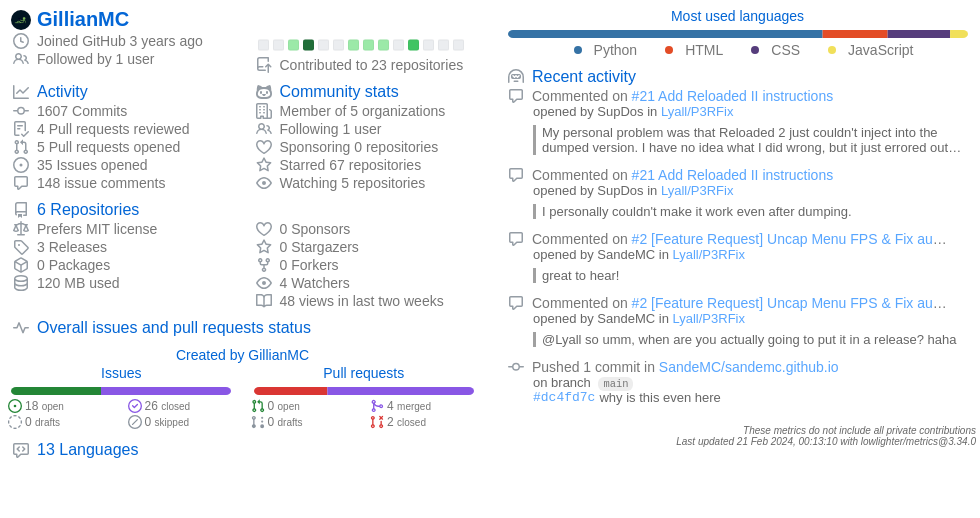 GillianMC
Joined GitHub 3 years ago
Followed by 1 user
Contributed to 23 repositories
Activity
1607 Commits
4 Pull requests reviewed
5 Pull requests opened
35 Issues opened
148 issue comments
Community stats
Member of 5 organizations
Following 1 user
Sponsoring 0 repositories
Starred 67 repositories
Watching 5 repositories
6 Repositories
Prefers MIT license
3 Releases
0 Packages
120 MB used
0 Sponsors
0 Stargazers
0 Forkers
4 Watchers
48 views in last two weeks
Overall issues and pull requests status
Created by GillianMC
Issues
18 open
26 closed
0 drafts
0 skipped
Pull requests
0 open
4 merged
0 drafts
2 closed
13 Languages
Most used languages
Python HTML CSS JavaScript
Recent activity
Commented on #21 Add Reloaded II instructions
opened by SupDos in Lyall/P3RFix
My personal problem was that Reloaded 2 just couldn't inject into the
dumped version. I have no idea what I did wrong, but it just errored out…
Commented on #21 Add Reloaded II instructions
opened by SupDos in Lyall/P3RFix
I personally couldn't make it work even after dumping.
Commented on #2 [Feature Request] Uncap Menu FPS & Fix au…
opened by SandeMC in Lyall/P3RFix
great to hear!
Commented on #2 [Feature Request] Uncap Menu FPS & Fix au…
opened by SandeMC in Lyall/P3RFix
@Lyall so umm, when are you actually going to put it in a release? haha
Pushed 1 commit in SandeMC/sandemc.github.io
on branch main
#dc4fd7c why is this even here
These metrics do not include all private contributions
Last updated 21 Feb 2024, 00:13:10 with lowlighter/metrics@3.34.0